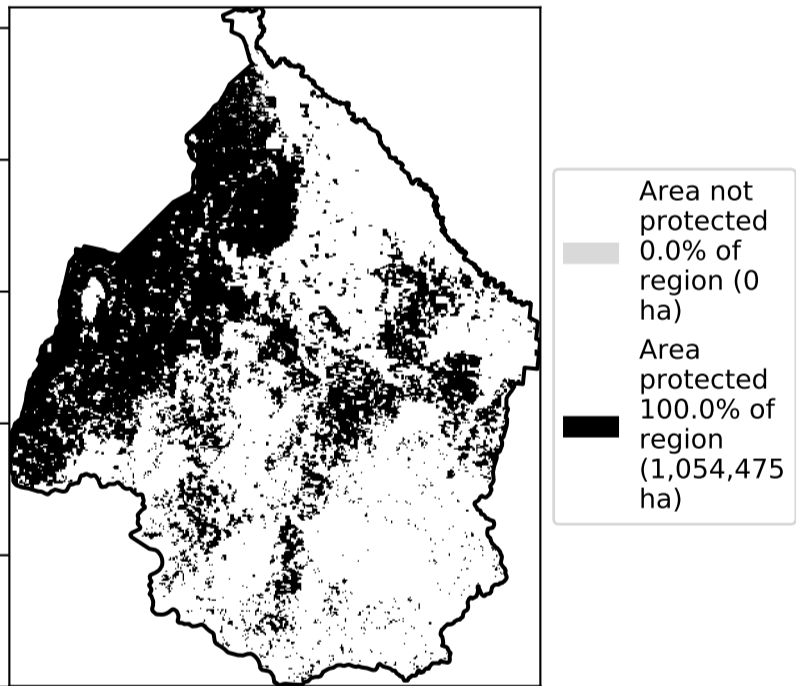 Area not
protected
0.0% of
region (0
ha)
Area
protected
100.0% of
region
(1,054,475
ha)